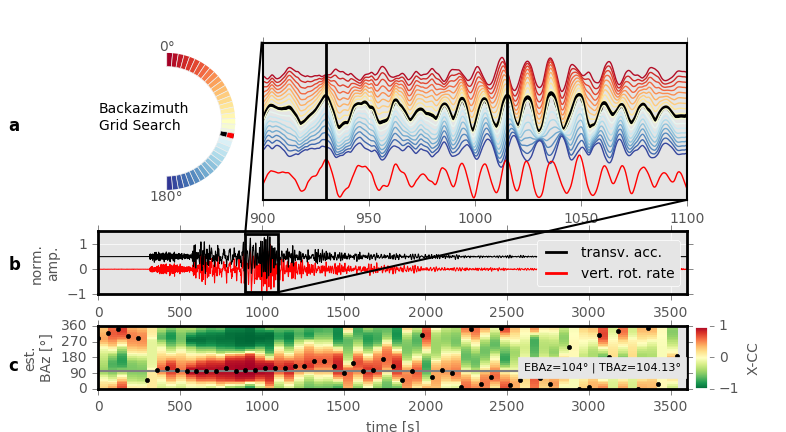 0°
a
Backazimuth
Grid Search
180°
900 950 1000 1050 1100
b
norm.
amp.
1
0
−1
transv. acc.
vert. rot. rate
0 500 1000 1500 2000 2500 3000 3500
c
est.
BAz [°]
360
270
180
90
0
EBAz=104° | TBAz=104.13°
1
0
−1
X-CC
0 500 1000 1500 2000 2500 3000 3500
time [s]